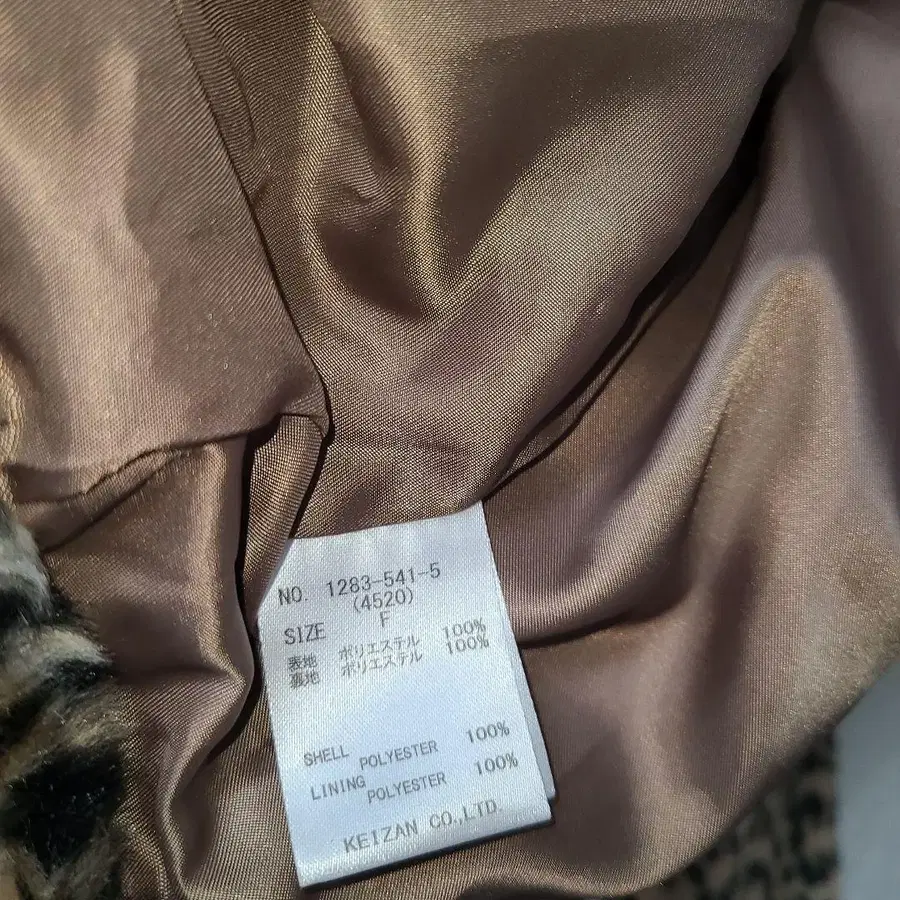 NO. 1283-541-5
(4520)
SIZE F
表地 ポリエステル 100%
裏地 ポリエステル 100%
SHELL POLYESTER 100%
LINING POLYESTER 100%
KEIZAN CO.,LTD.